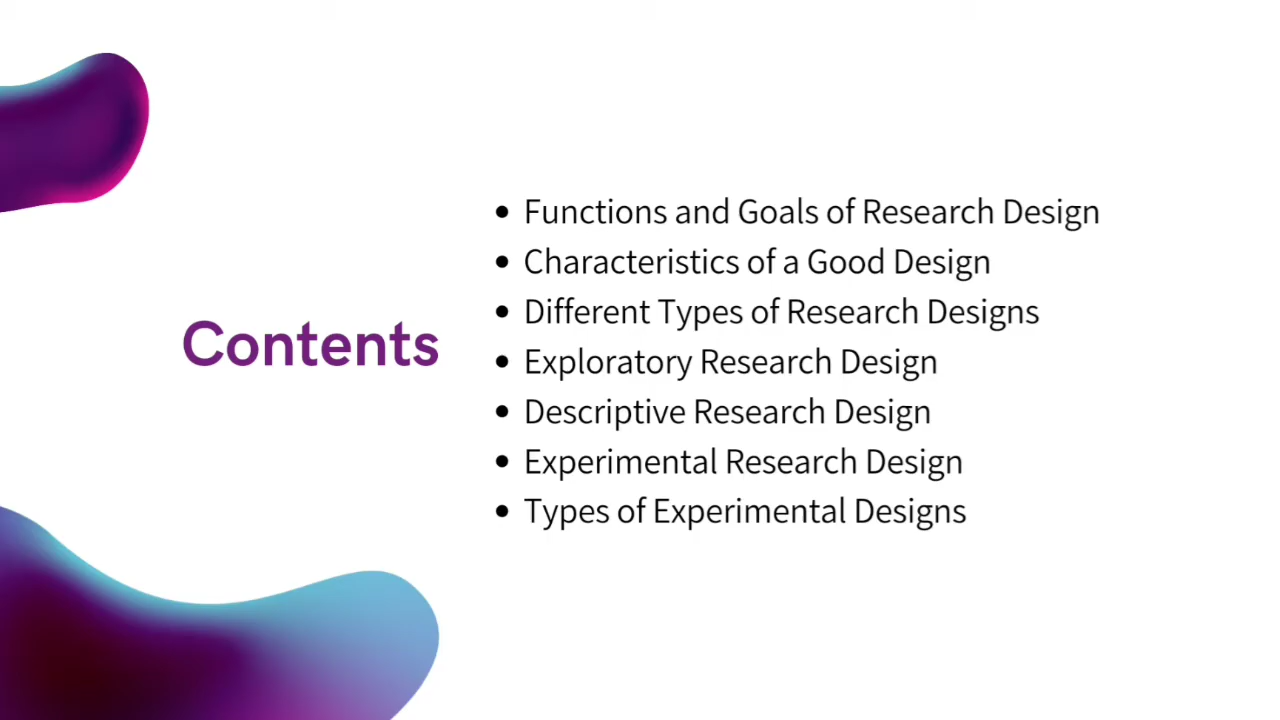 Contents
• Functions and Goals of Research Design
• Characteristics of a Good Design
• Different Types of Research Designs
• Exploratory Research Design
• Descriptive Research Design
• Experimental Research Design
• Types of Experimental Designs